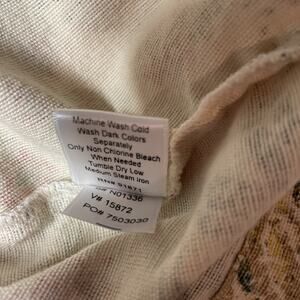 Machine Wash Cold
Wash Dark Colors
Separately
Only Non Chlorine Bleach
When Needed
Tumble Dry Low
Medium Steam Iron
N01336
V# 15872
PO# 7503030